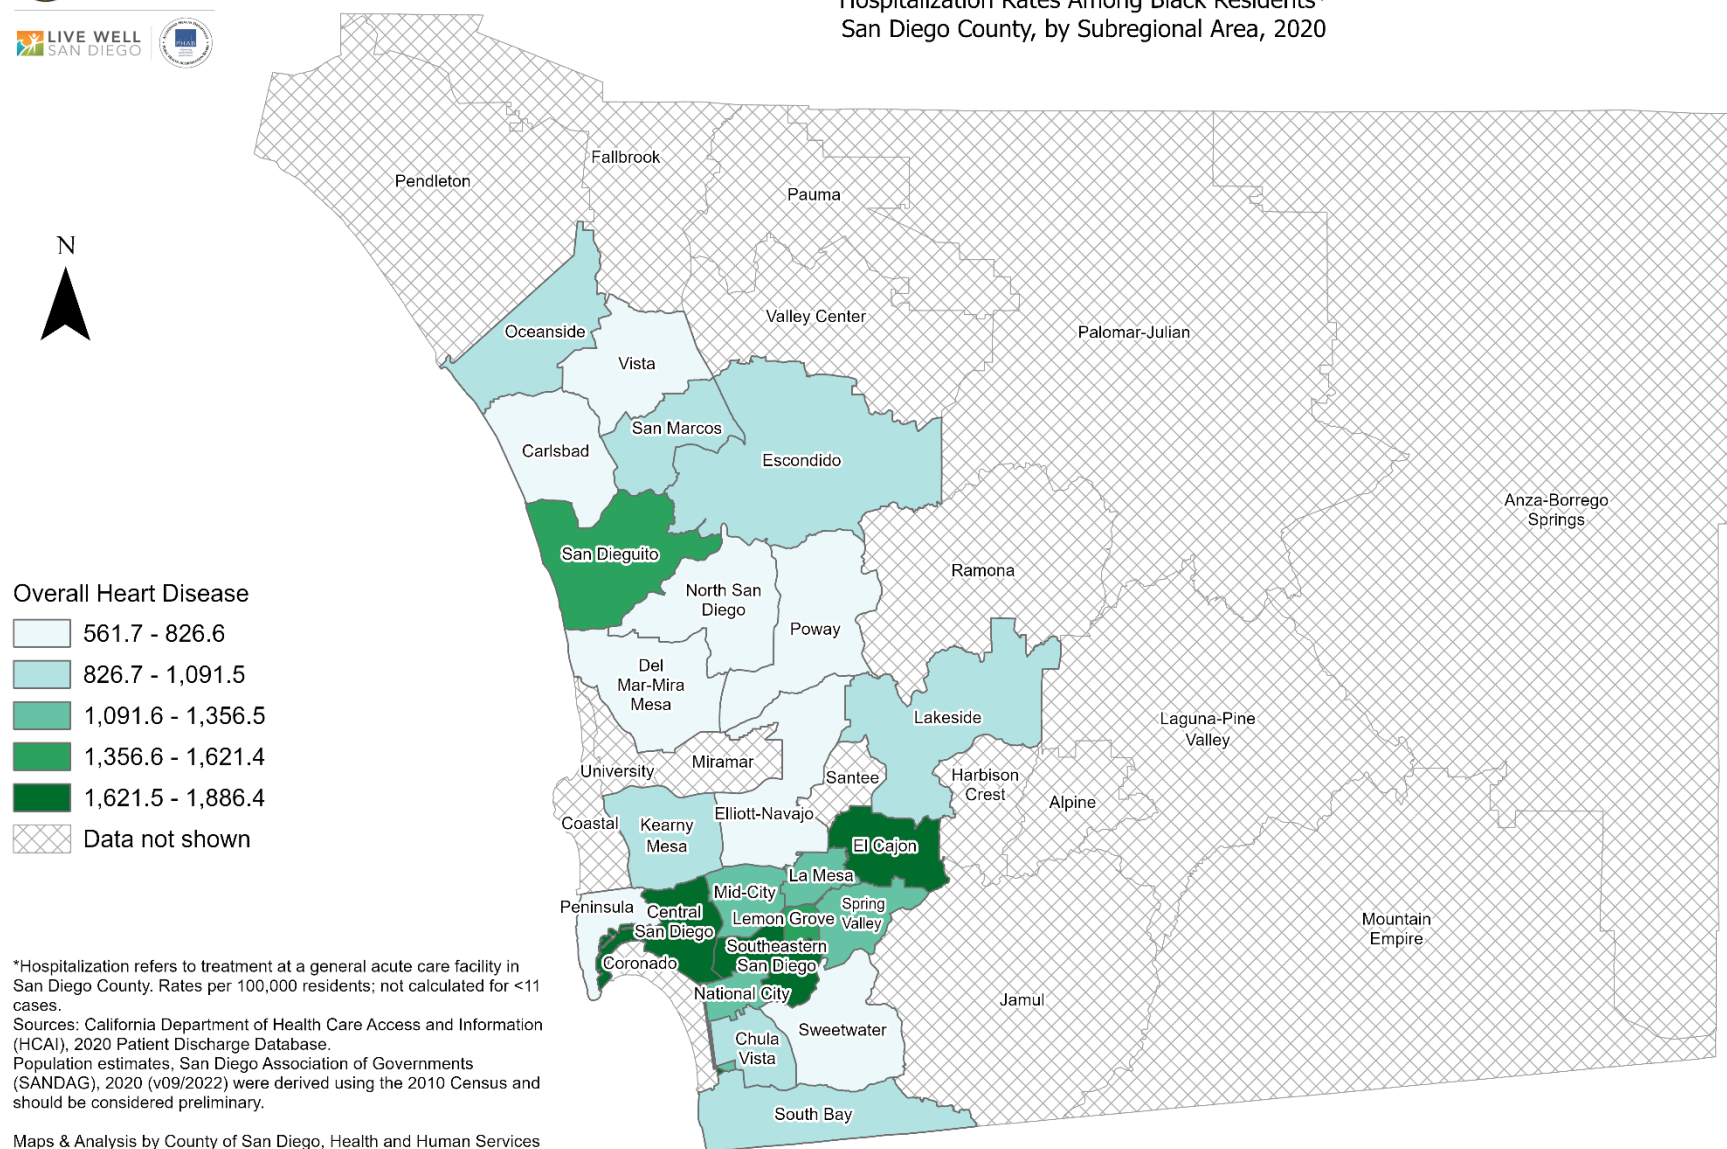 Hospitalization Rates Among Black Residents*
San Diego County, by Subregional Area, 2020
LIVE WELL
SAN DIEGO
PHAB
N
Fallbrook
Pendleton
Pauma
Oceanside
Valley Center
Palomar-Julian
Vista
San Marcos
Carlsbad
Escondido
Anza-Borrego
Springs
San Dieguito
Ramona
North San
Diego
Poway
Del
Mar-Mira
Mesa
Lakeside
Laguna-Pine
Valley
Miramar
University
Santee
Harbison
Crest
Alpine
Elliott-Navajo
Coastal
Kearny
Mesa
El Cajon
La Mesa
Mid-City
Peninsula
Central
San Diego
Lemon Grove
Spring
Valley
Mountain
Empire
Southeastern
San Diego
Coronado
National City
Jamul
Sweetwater
Chula
Vista
South Bay
Overall Heart Disease
561.7 - 826.6
826.7 - 1,091.5
1,091.6 - 1,356.5
1,356.6 - 1,621.4
1,621.5 - 1,886.4
Data not shown
*Hospitalization refers to treatment at a general acute care facility in
San Diego County. Rates per 100,000 residents; not calculated for <11
cases.
Sources: California Department of Health Care Access and Information
(HCAI), 2020 Patient Discharge Database.
Population estimates, San Diego Association of Governments
(SANDAG), 2020 (v09/2022) were derived using the 2010 Census and
should be considered preliminary.
Maps & Analysis by County of San Diego, Health and Human Services